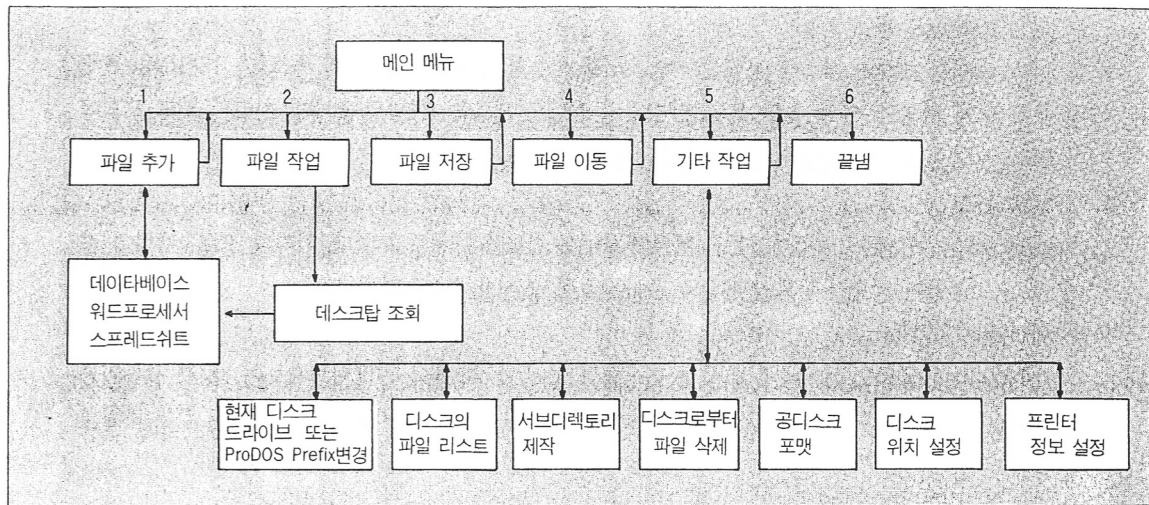 메인 메뉴
1 2 3 4 5 6
파일 추가
파일 작업
파일 저장
파일 이동
기타 작업
끝냄
데이타베이스
워드프로세서
스프레드쉬트
데스크탑 조회
현재 디스크
드라이브 또는
ProDOS Prefix변경
디스크의
파일 리스트
서브디렉토리
제작
디스크로부터
파일 삭제
공디스크
포맷
디스크
위치 설정
프린터
정보 설정